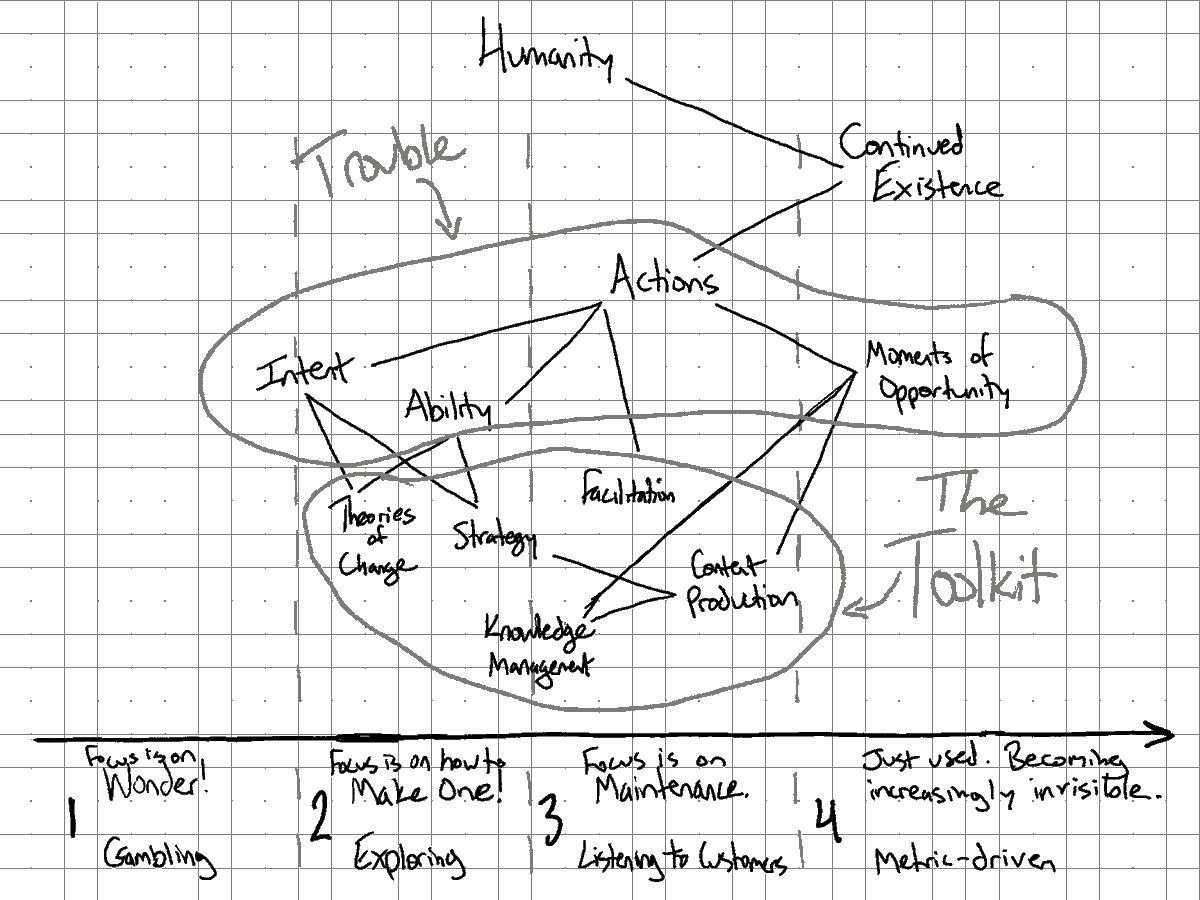 Humanity
Trouble
Continued
Existence
Actions
Intent
Ability
Moments of
Opportunity
Facilitation
Theories
of
Change
Strategy
Content
Production
Knowledge
Management
The
Toolkit
1
Focus is on
Wonder!
Gambling
2
Focus is on how to
Make One!
Exploring
3
Focus is on
Maintenance.
Listening to Customers
4
Just used. Becoming
increasingly invisible.
Metric-driven